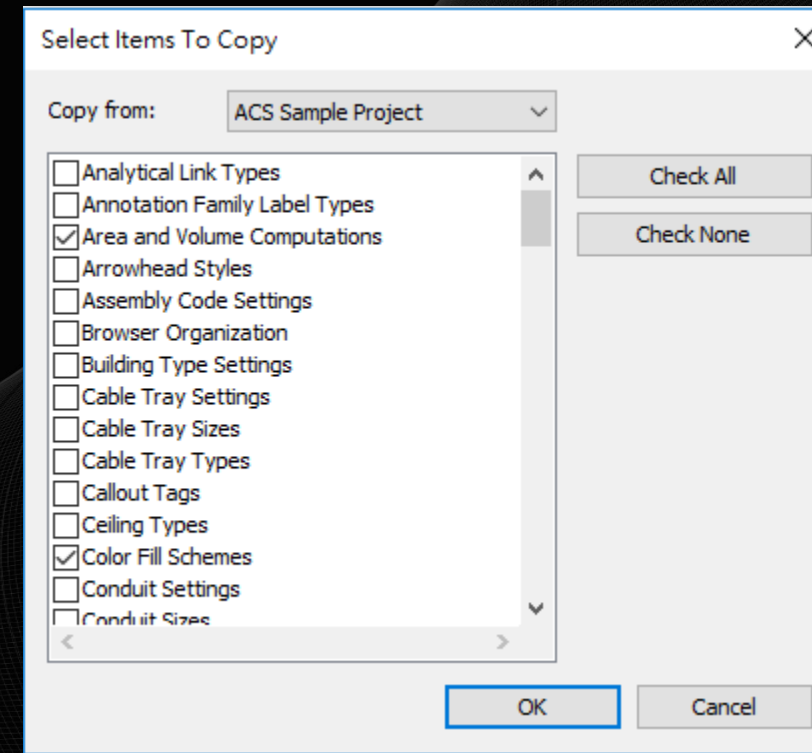 Select Items To Copy
Copy from: ACS Sample Project
Analytical Link Types
Check All
Annotation Family Label Types
Area and Volume Computations
Check None
Arrowhead Styles
Assembly Code Settings
Browser Organization
Building Type Settings
Cable Tray Settings
Cable Tray Sizes
Cable Tray Types
Callout Tags
Ceiling Types
Color Fill Schemes
Conduit Settings
Conduit Sizes
OK
Cancel